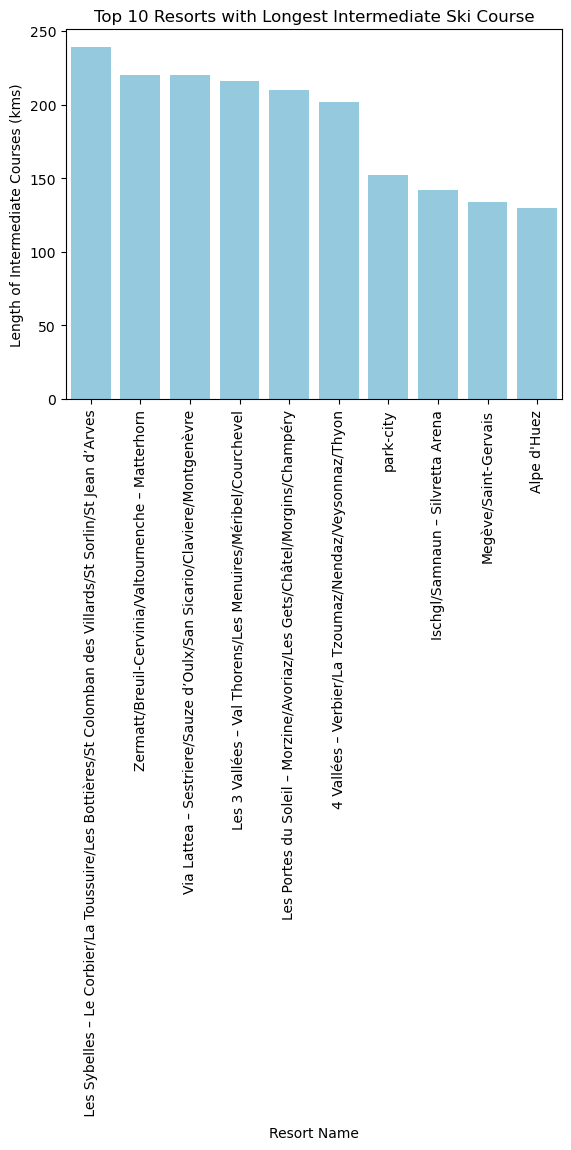 Top 10 Resorts with Longest Intermediate Ski Course
Length of Intermediate Courses (kms)
250
200
150
100
50
0
Les Sybelles – Le Corbier/La Toussuire/Les Bottières/St Colomban des Villards/St Sorlin/St Jean d’Arves
Zermatt/Breuil-Cervinia/Valtournenche – Matterhorn
Via Lattea – Sestriere/Sauze d’Oulx/San Sicario/Claviere/Montgenèvre
Les 3 Vallées – Val Thorens/Les Menuires/Méribel/Courchevel
Les Portes du Soleil – Morzine/Avoriaz/Les Gets/Châtel/Morgins/Champéry
4 Vallées – Verbier/La Tzoumaz/Nendaz/Veysonnaz/Thyon
park-city
Ischgl/Samnaun – Silvretta Arena
Megève/Saint-Gervais
Alpe d'Huez
Resort Name